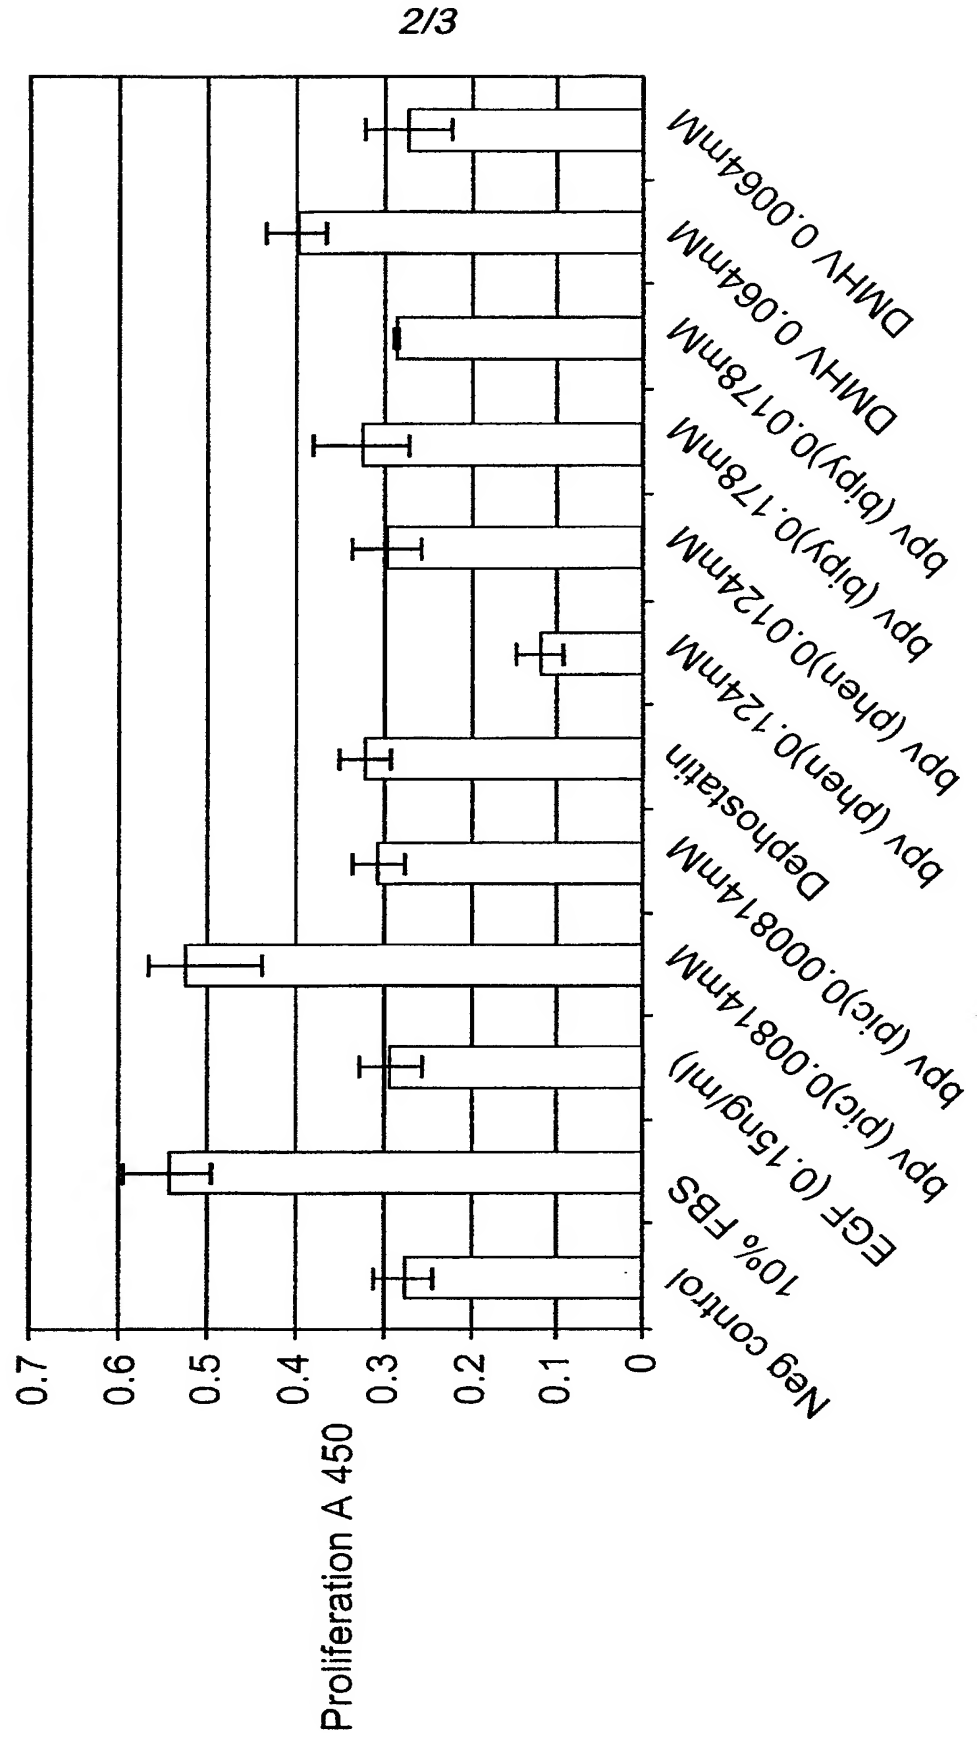 2/3
Proliferation A 450
0.7
0.6
0.5
0.4
0.3
0.2
0.1
0
Neg control
10% FBS
EGF (0.15ng/ml)
bpv (pic)0.00814mM
bpv (pic)0.000814mM
Dephostatin
bpv (phen)0.124mM
bpv (phen)0.0124mM
bpv (bipy)0.178mM
bpv (bipy)0.0178mM
DMHV 0.064mM
DMHV 0.0064mM